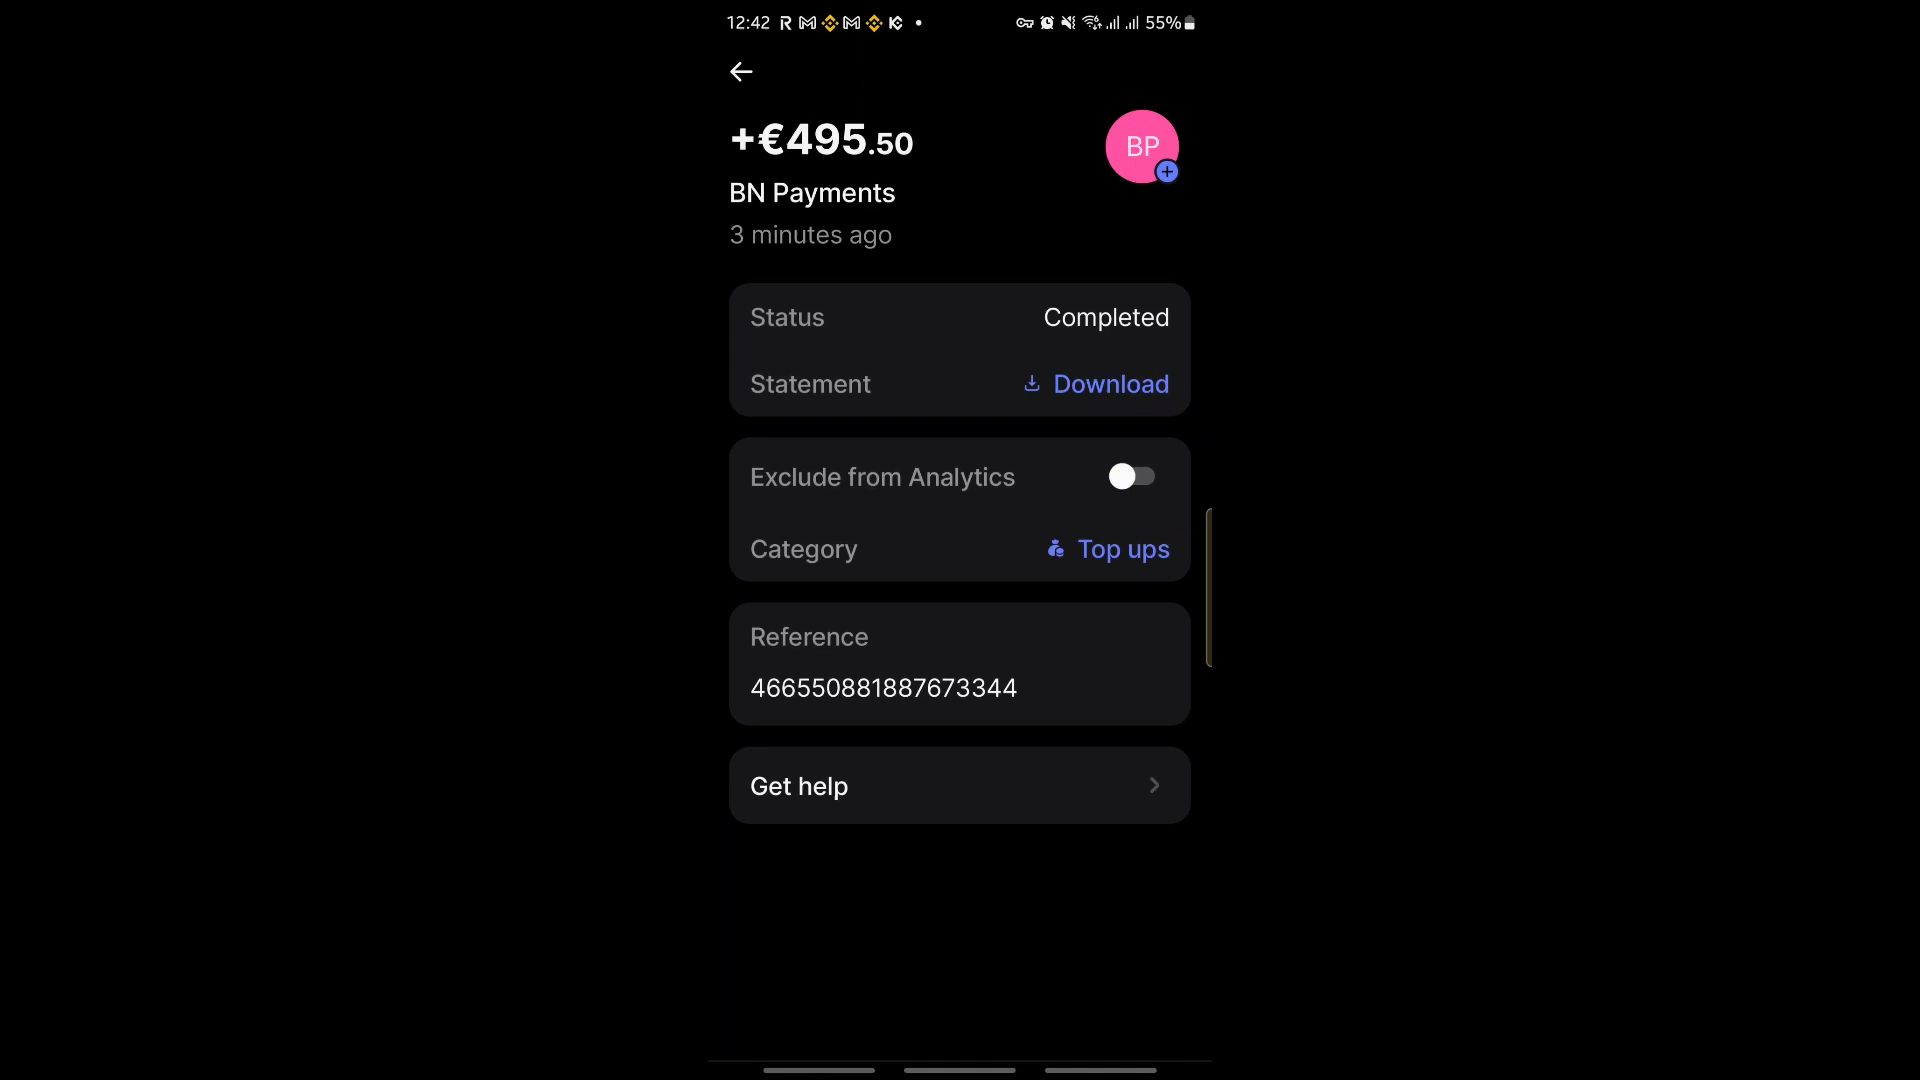 12:42 55%
+€495.50
BP
BN Payments
3 minutes ago
Status Completed
Statement Download
Exclude from Analytics
Category Top ups
Reference
466550881887673344
Get help